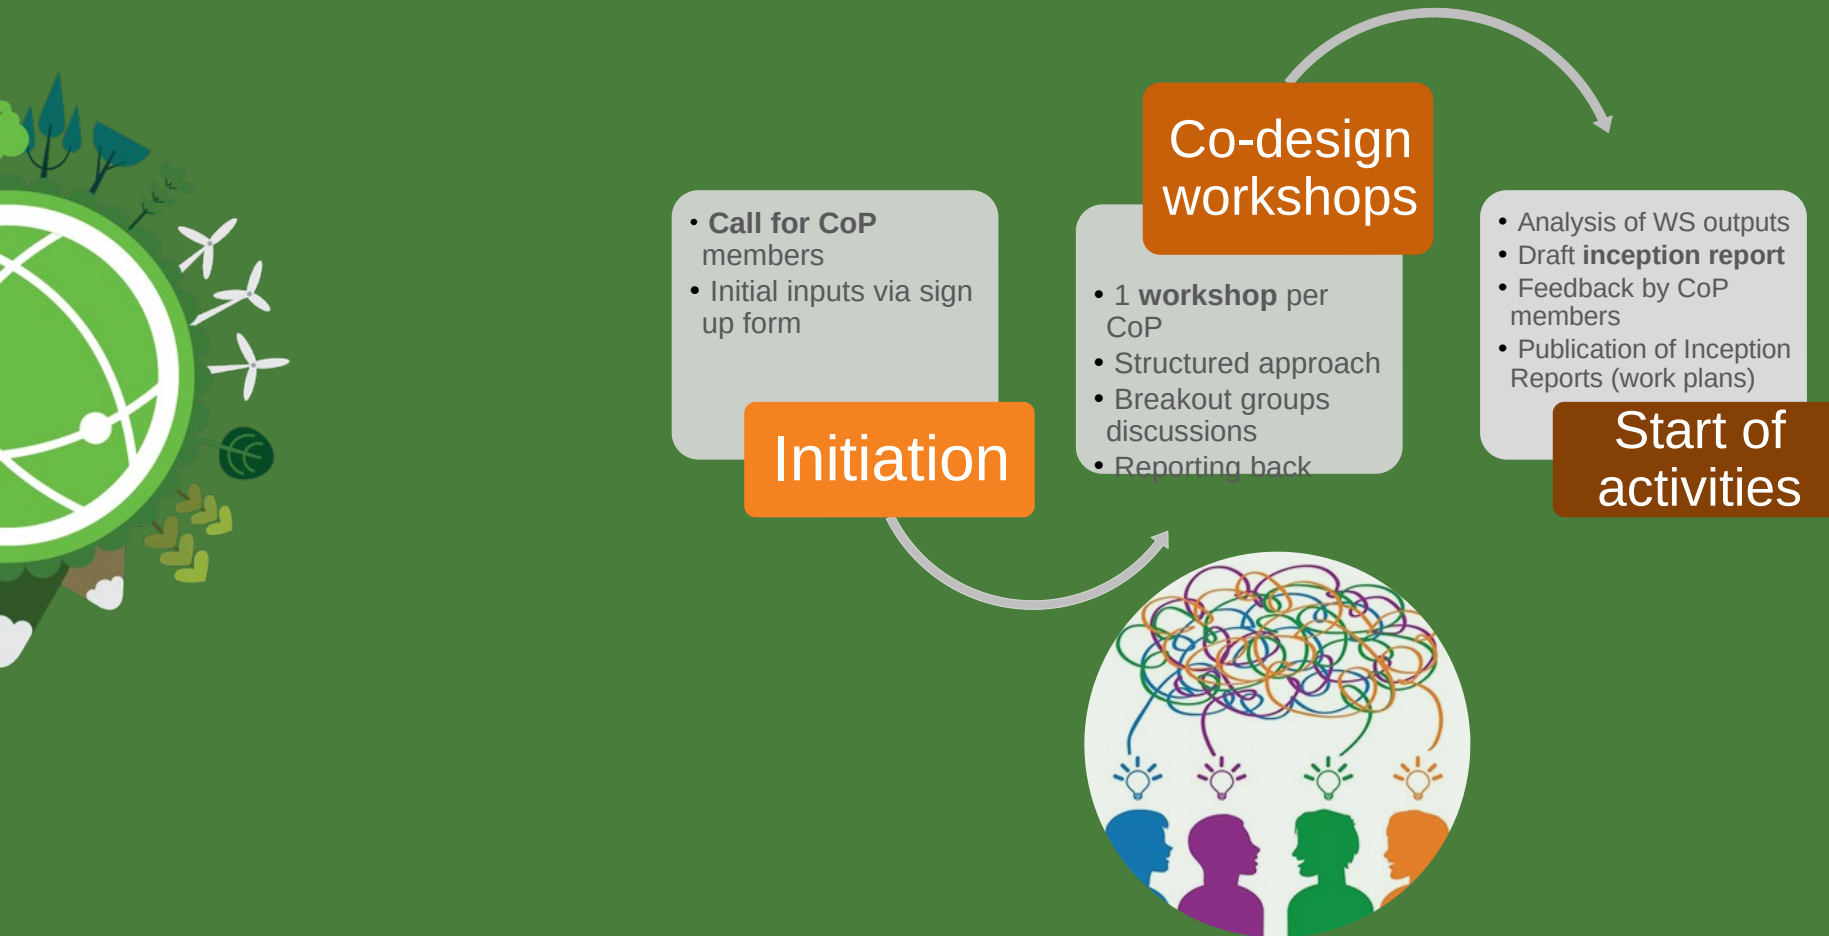 • Call for CoP
members
• Initial inputs via sign
up form
Initiation
Co-design
workshops
• 1 workshop per
CoP
• Structured approach
• Breakout groups
discussions
• Reporting back
• Analysis of WS outputs
• Draft inception report
• Feedback by CoP
members
• Publication of Inception
Reports (work plans)
Start of
activities